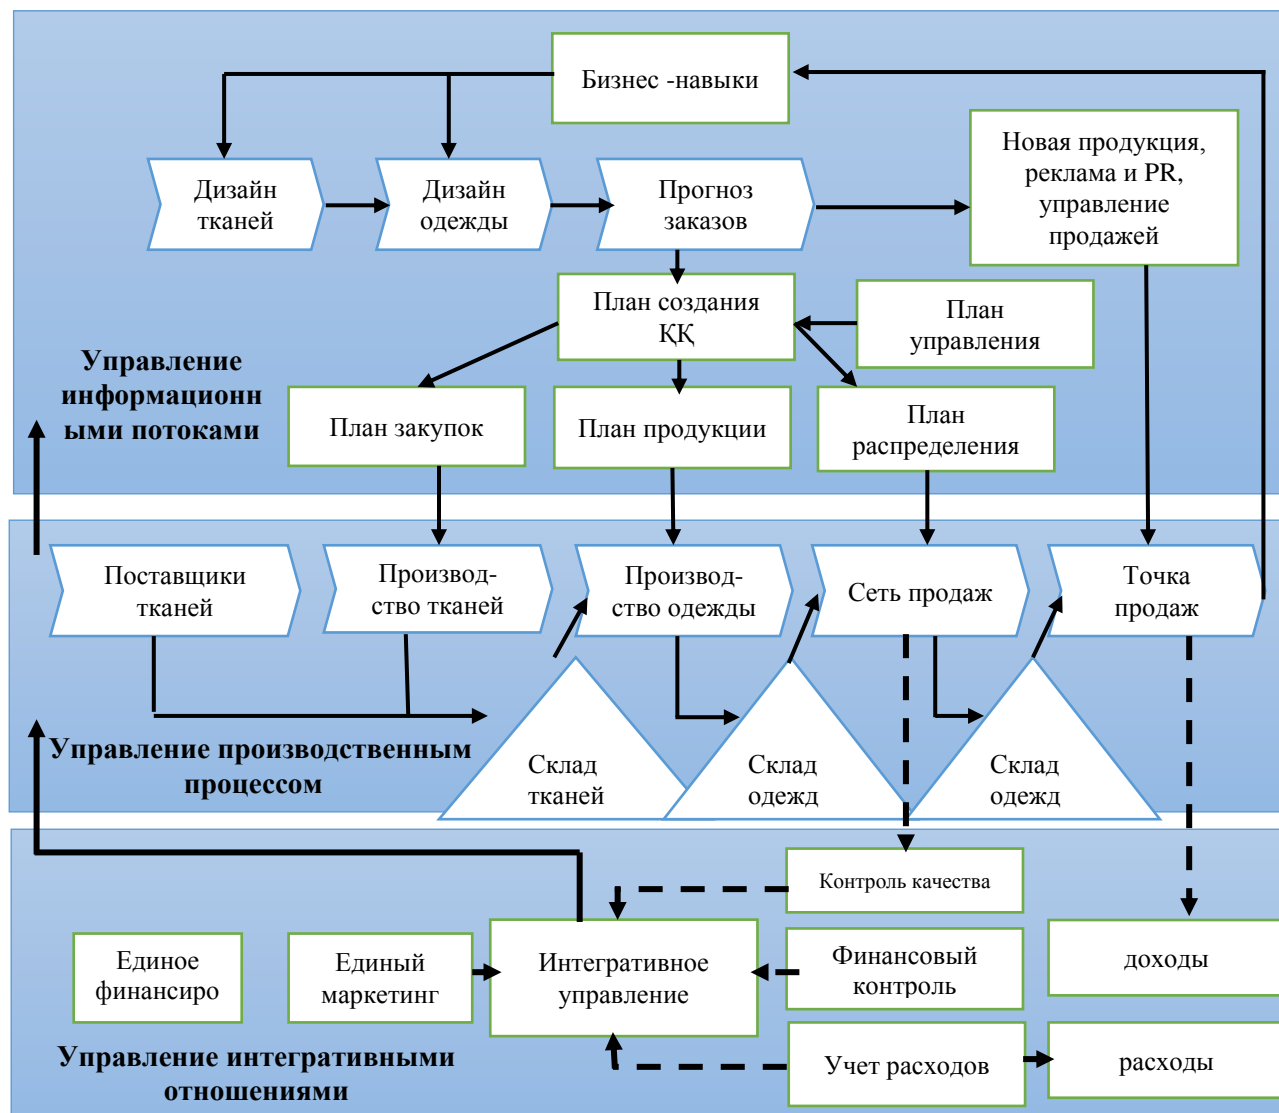 Бизнес -навыки
Дизайн
тканей
Дизайн
одежды
Прогноз
заказов
Новая продукция,
реклама и PR,
управление
продажей
План создания
ҚҚ
План
управления
Управление
информационн
ыми потоками
План закупок
План продукции
План
распределения
Поставщики
тканей
Производ-
ство тканей
Производ-
ство одежды
Сеть продаж
Точка
продаж
Управление производственным
процессом
Склад
тканей
Склад
одежд
Склад
одежд
Контроль качества
Единое
финансиро
Единый
маркетинг
Интегративное
управление
Финансовый
контроль
доходы
Управление интегративными
отношениями
Учет расходов
расходы